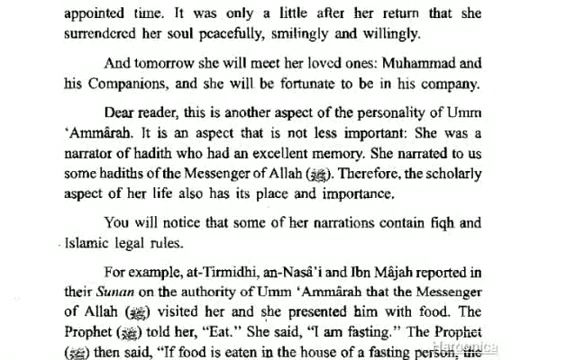 appointed time. It was only a little after her return that she
surrendered her soul peacefully, smilingly and willingly.
And tomorrow she will meet her loved ones: Muhammad and
his Companions, and she will be fortunate to be in his company.
Dear reader, this is another aspect of the personality of Umm
‘Ammârah. It is an aspect that is not less important: She was a
narrator of hadith who had an excellent memory. She narrated to us
some hadiths of the Messenger of Allah (ﷺ). Therefore, the scholarly
aspect of her life also has its place and importance.
You will notice that some of her narrations contain fiqh and
Islamic legal rules.
For example, at-Tirmidhi, an-Nasâ’i and Ibn Mâjah reported in
their Sunan on the authority of Umm ‘Ammârah that the Messenger
of Allah (ﷺ) visited her and she presented him with food. The
Prophet (ﷺ) told her, “Eat.” She said, “I am fasting.” The Prophet
(ﷺ) then said, “If food is eaten in the house of a fasting person, the